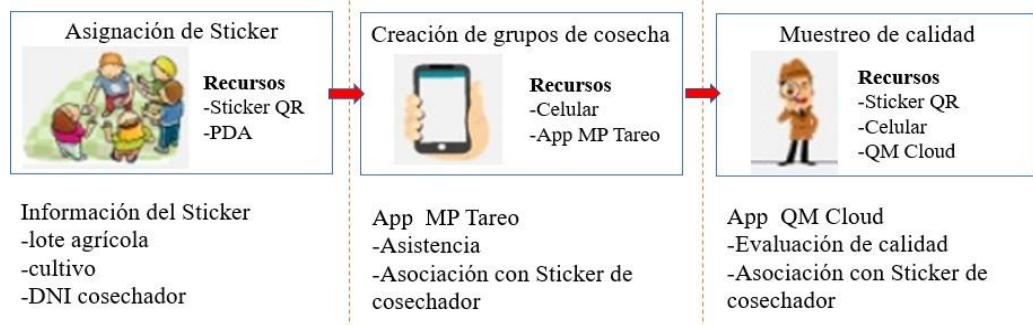 Asignación de Sticker
Recursos
-Sticker QR
-PDA
Información del Sticker
-lote agrícola
-cultivo
-DNI cosechador
Creación de grupos de cosecha
Recursos
-Celular
-App MP Tareo
App  MP Tareo
-Asistencia
-Asociación con Sticker de
cosechador
Muestreo de calidad
Recursos
-Sticker QR
-Celular
-QM Cloud
App  QM Cloud
-Evaluación de calidad
-Asociación con Sticker de
cosechador